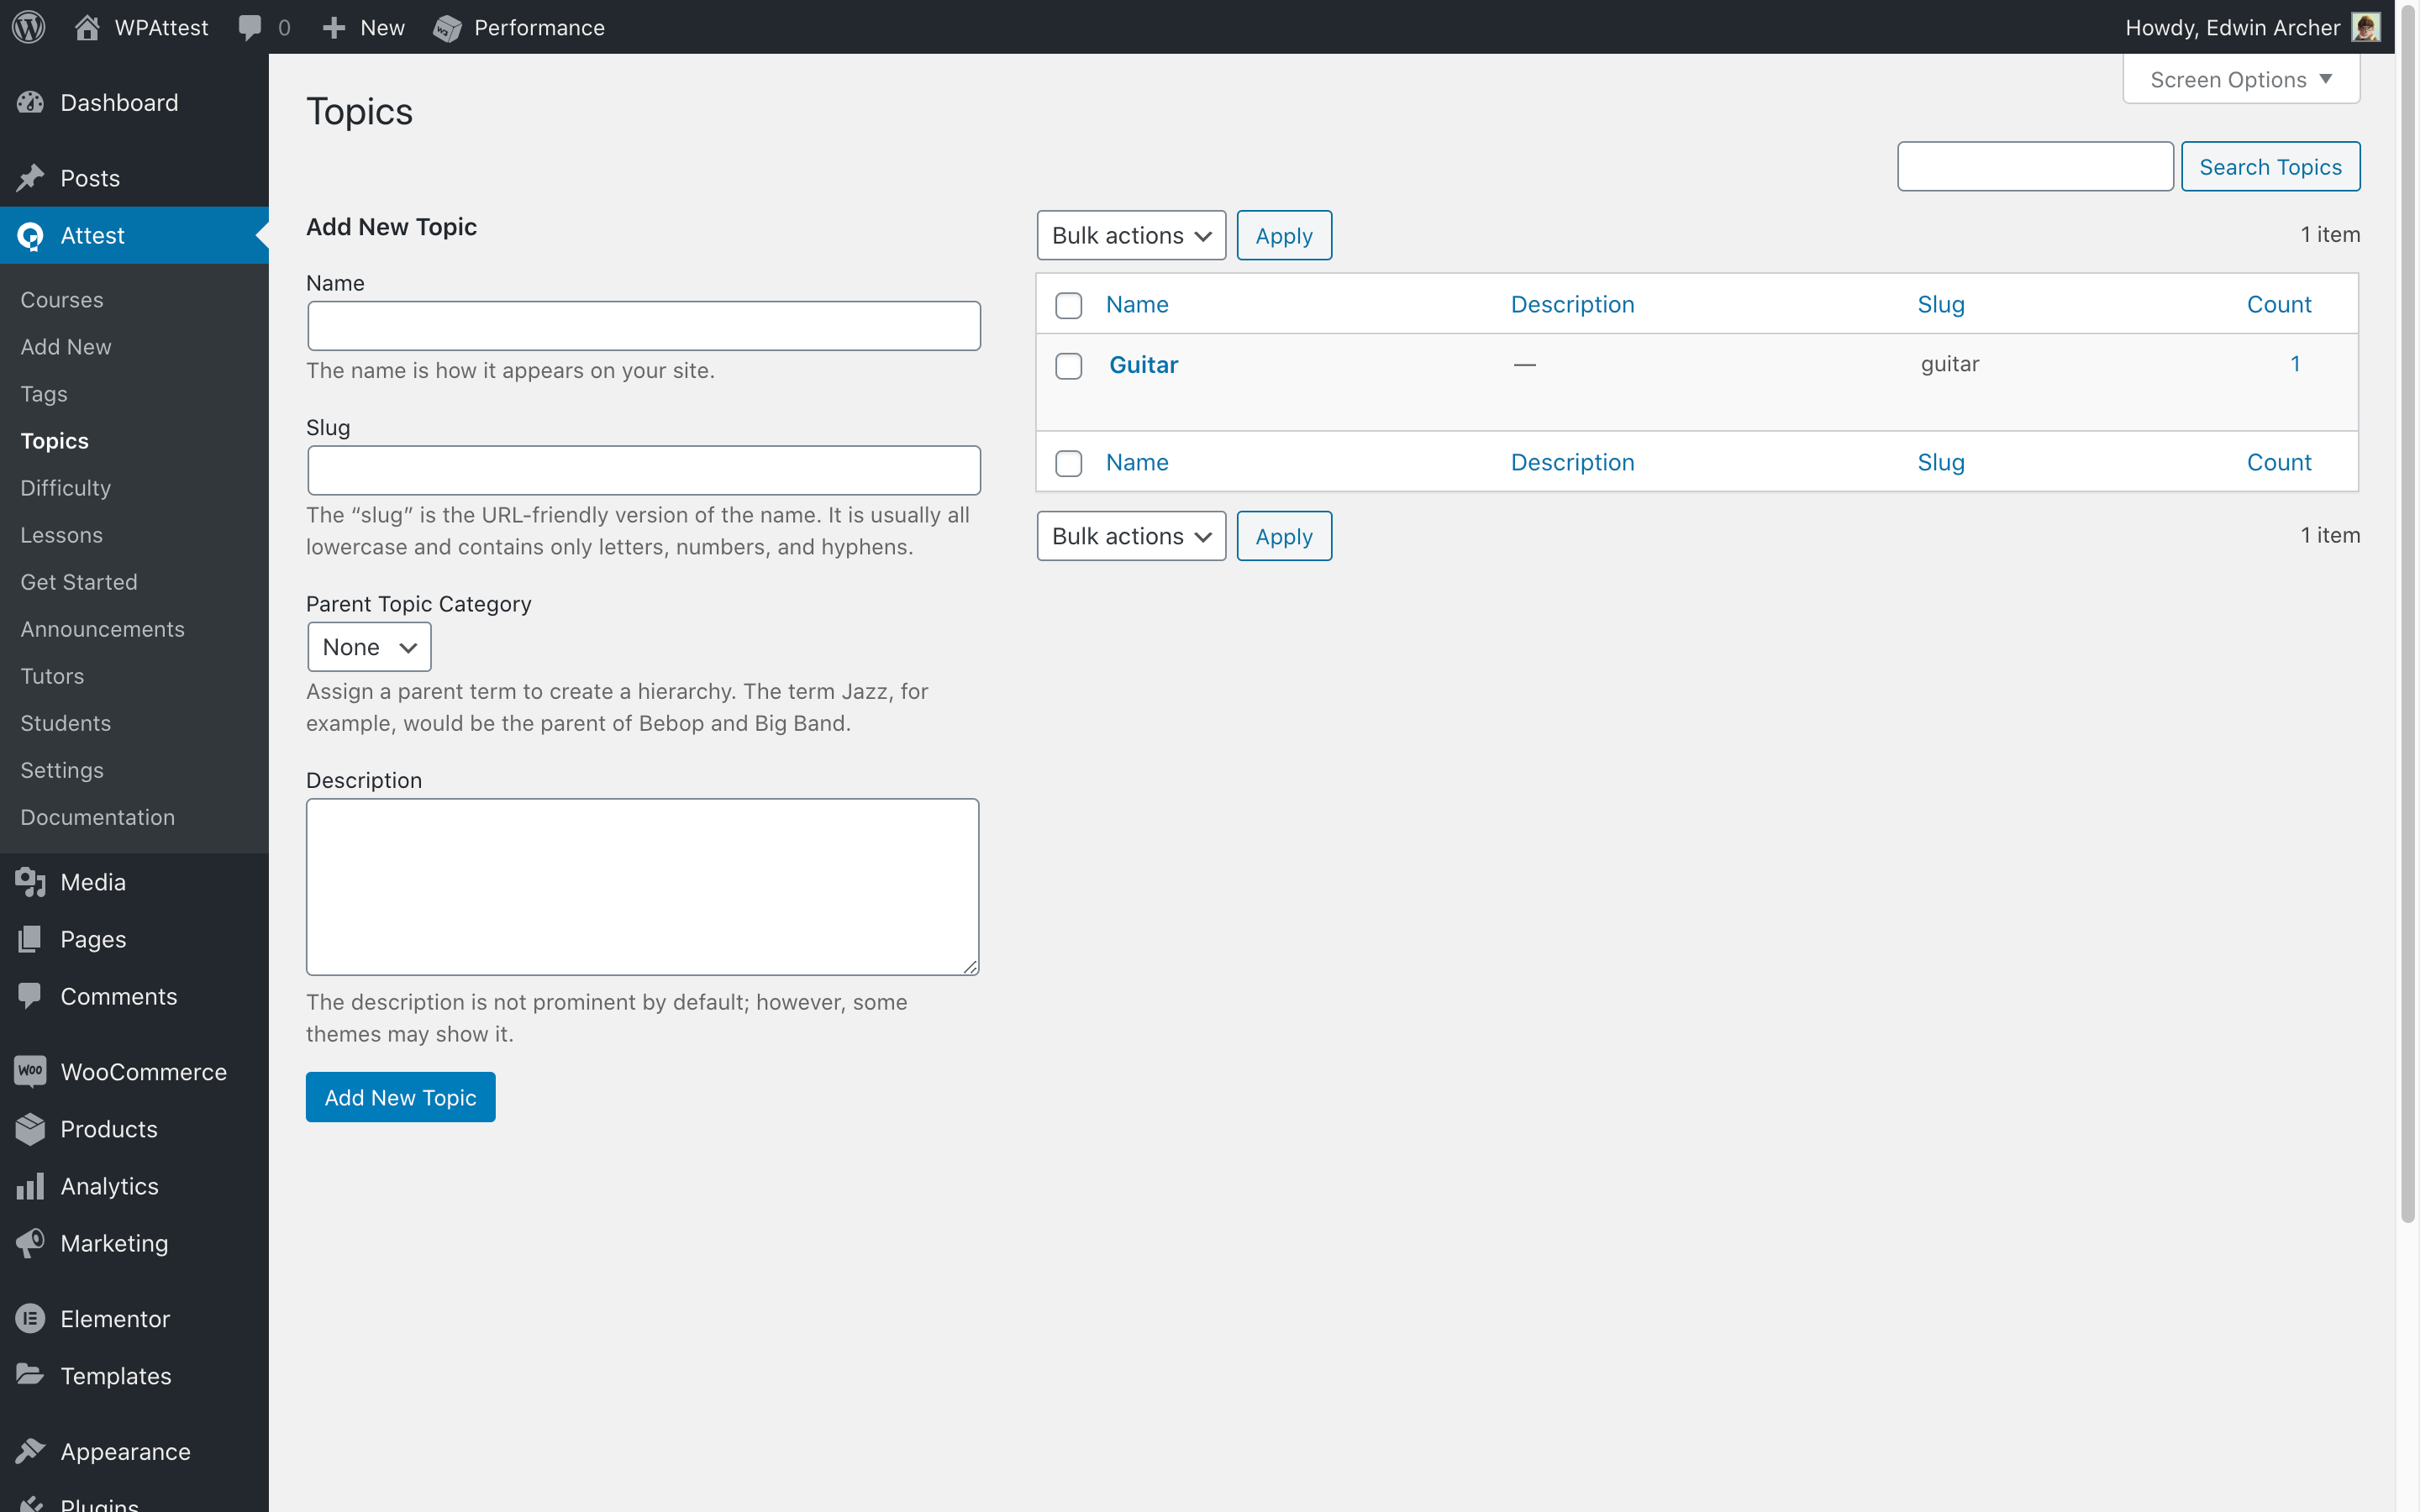 WPAttest
0
New
Performance
Howdy, Edwin Archer
Dashboard
Posts
Attest
Courses
Add New
Tags
Topics
Difficulty
Lessons
Get Started
Announcements
Tutors
Students
Settings
Documentation
Media
Pages
Comments
Woo
WooCommerce
Products
Analytics
Marketing
Elementor
Templates
Appearance
Plugins
Topics
Screen Options
Search Topics
Add New Topic
Name
The name is how it appears on your site.
Slug
The “slug” is the URL-friendly version of the name. It is usually all
lowercase and contains only letters, numbers, and hyphens.
Parent Topic Category
None
Assign a parent term to create a hierarchy. The term Jazz, for
example, would be the parent of Bebop and Big Band.
Description
The description is not prominent by default; however, some
themes may show it.
Add New Topic
Bulk actions Apply 1 item
Name Description Slug Count
Guitar — guitar 1
Name Description Slug Count
Bulk actions Apply 1 item